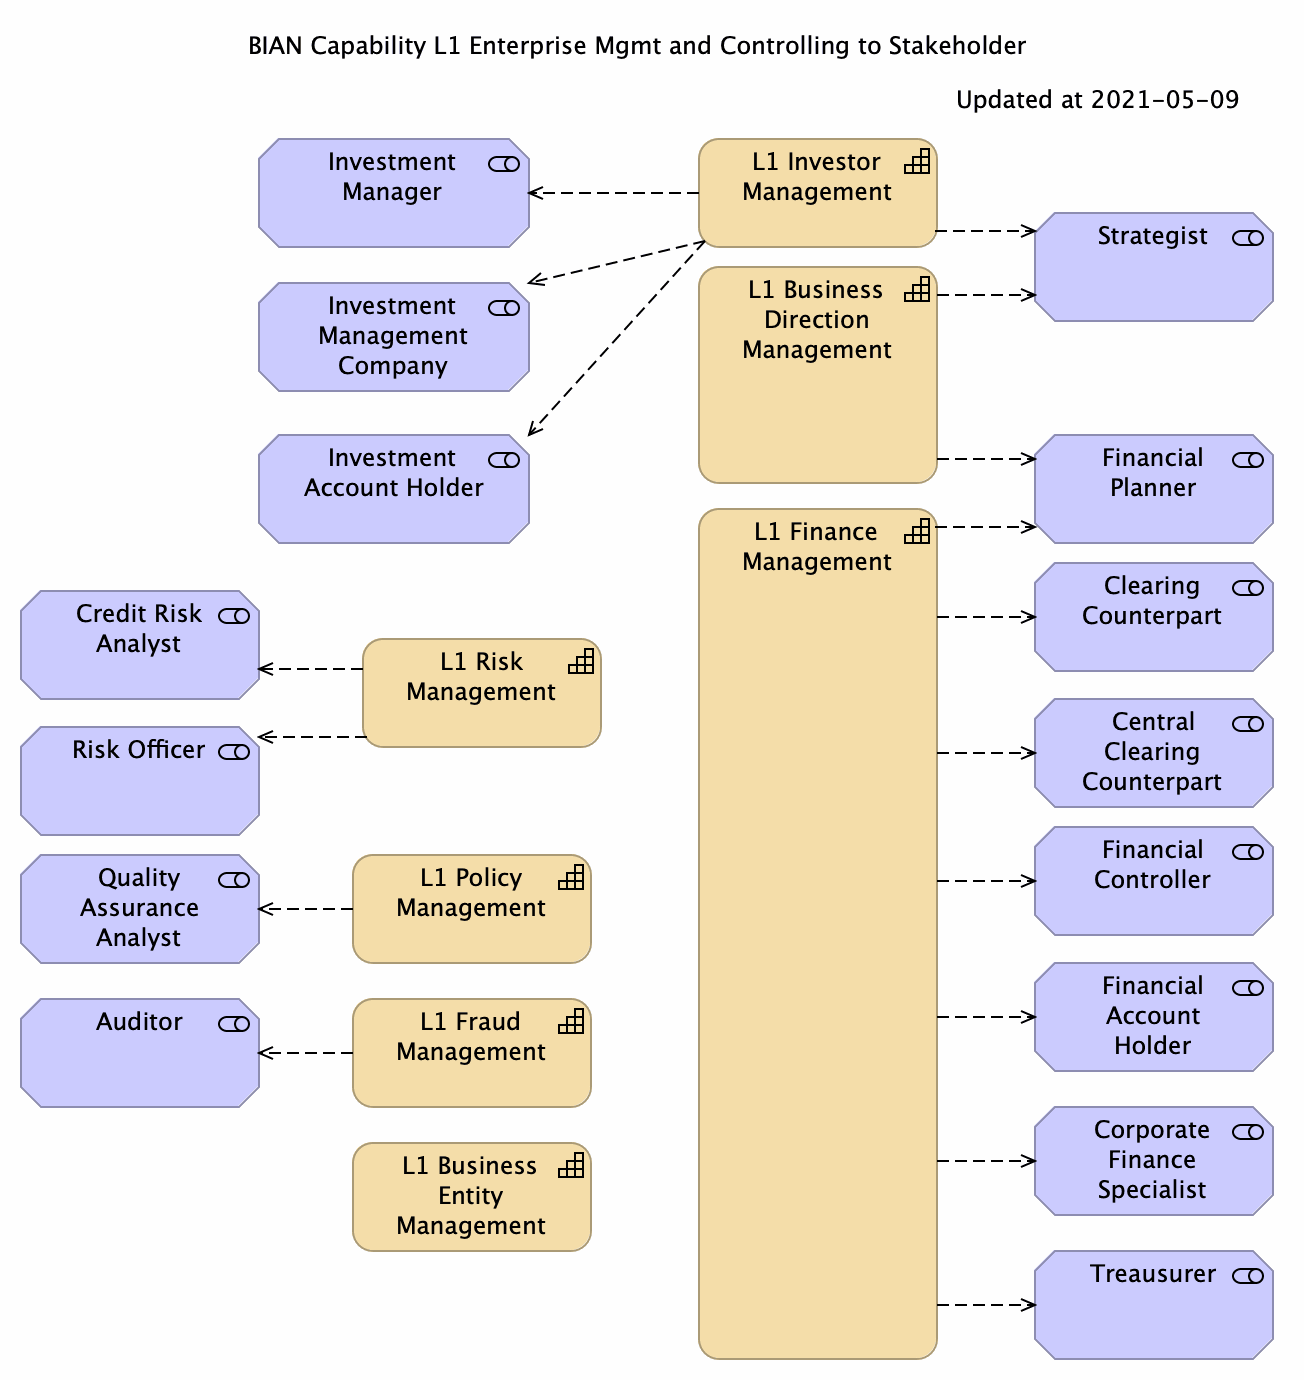 BIAN Capability L1 Enterprise Mgmt and Controlling to Stakeholder
Updated at 2021-05-09
Investment
Manager
L1 Investor
Management
Strategist
Investment
Management
Company
L1 Business
Direction
Management
Investment
Account Holder
Financial
Planner
L1 Finance
Management
Clearing
Counterpart
Credit Risk
Analyst
L1 Risk
Management
Central
Clearing
Counterpart
Risk Officer
Financial
Controller
Quality
Assurance
Analyst
L1 Policy
Management
Financial
Account
Holder
Auditor
L1 Fraud
Management
Corporate
Finance
Specialist
L1 Business
Entity
Management
Treausurer